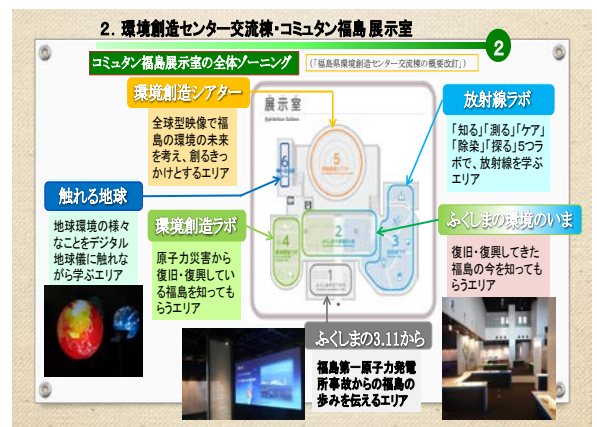 2．環境創造センター交流棟・コミュタン福島 展示室
2
コミュタン福島展示室の全体ゾーニング
（「福島県環境創造センター交流棟の概要改訂」）
環境創造シアター
全球型映像で福
島の環境の未来
を考え、創るきっ
かけとするエリア
展示室
Exhibition Gallery
放射線ラボ
「知る」「測る」「ケア」
「除染」「探る」5つラ
ボで、放射線を学ぶ
エリア
触れる地球
地球環境の様々
なことをデジタル
地球儀に触れな
がら学ぶエリア
環境創造ラボ
原子力災害から
復旧・復興してい
る福島を知っても
らうエリア
ふくしまの環境のいま
復旧・復興してきた
福島の今を知っても
らうエリア
6
5
4
2
3
1
ふくしまの3.11から
福島第一原子力発電
所事故からの福島の
歩みを伝えるエリア